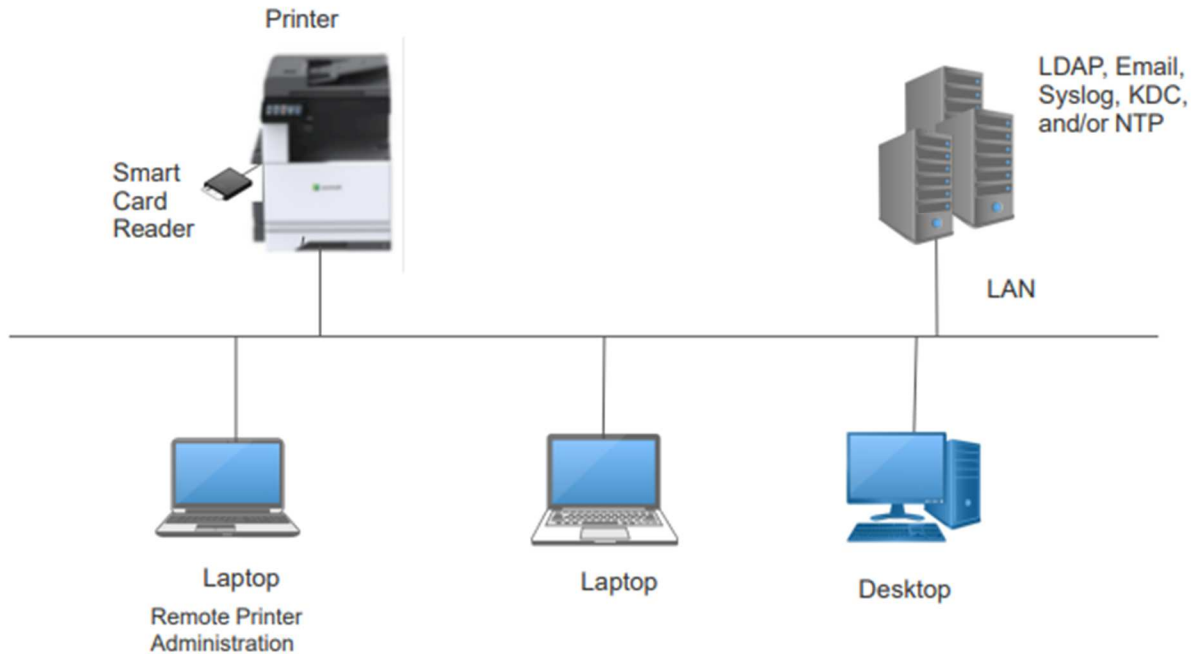 Printer
LDAP, Email,
Syslog, KDC,
and/or NTP
Smart
Card
Reader
LAN
Laptop
Remote Printer
Administration
Laptop
Desktop